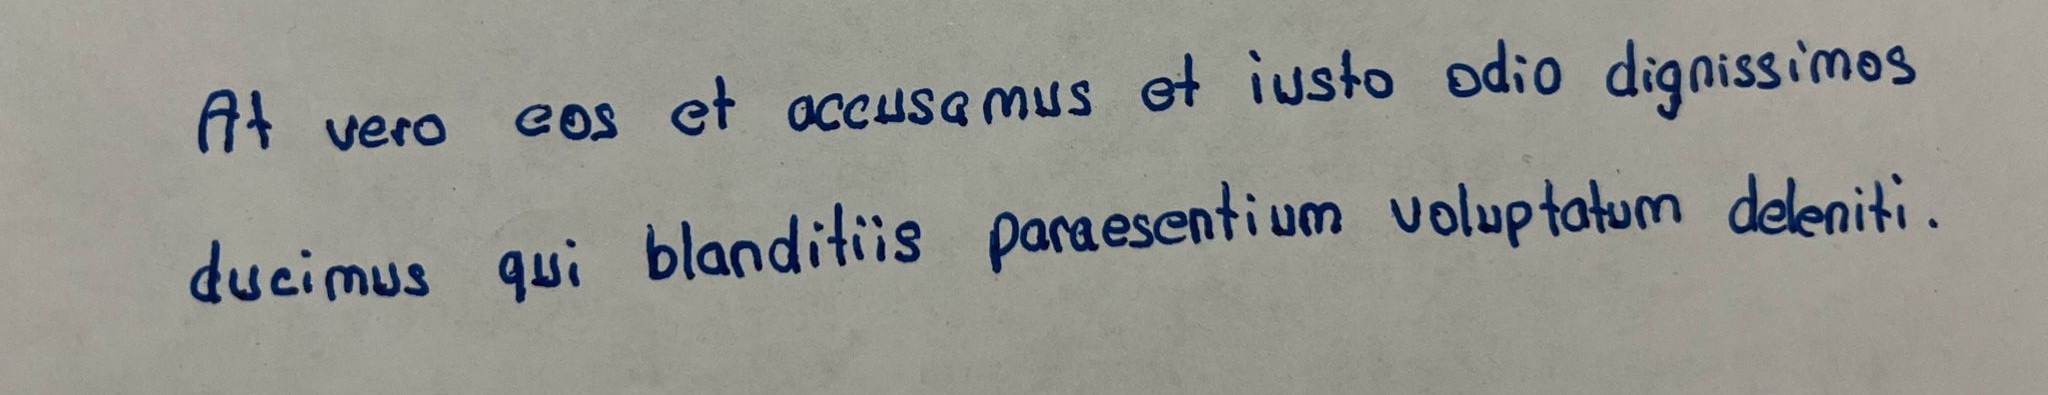 At vero eos et accusamus et iusto odio dignissimos
ducimus qui blanditiis paraesentium voluptatum deleniti.